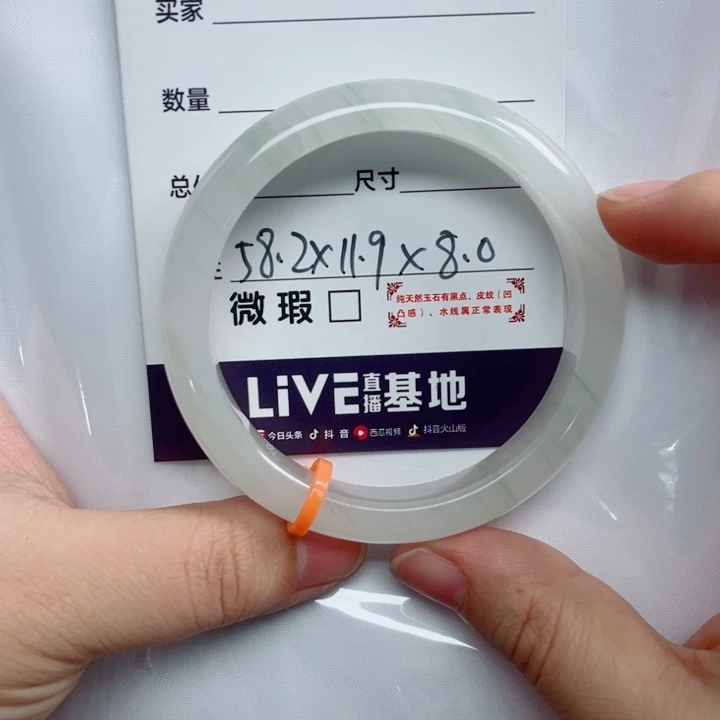 买家
数量
尺寸
58.2x11.9x8.0
微瑕 □
纯天然玉石有黑点、皮纹(凹
凸感)、水线属正常表现
LiVE直播基地
今日头条 抖音 西瓜视频 抖音火山版